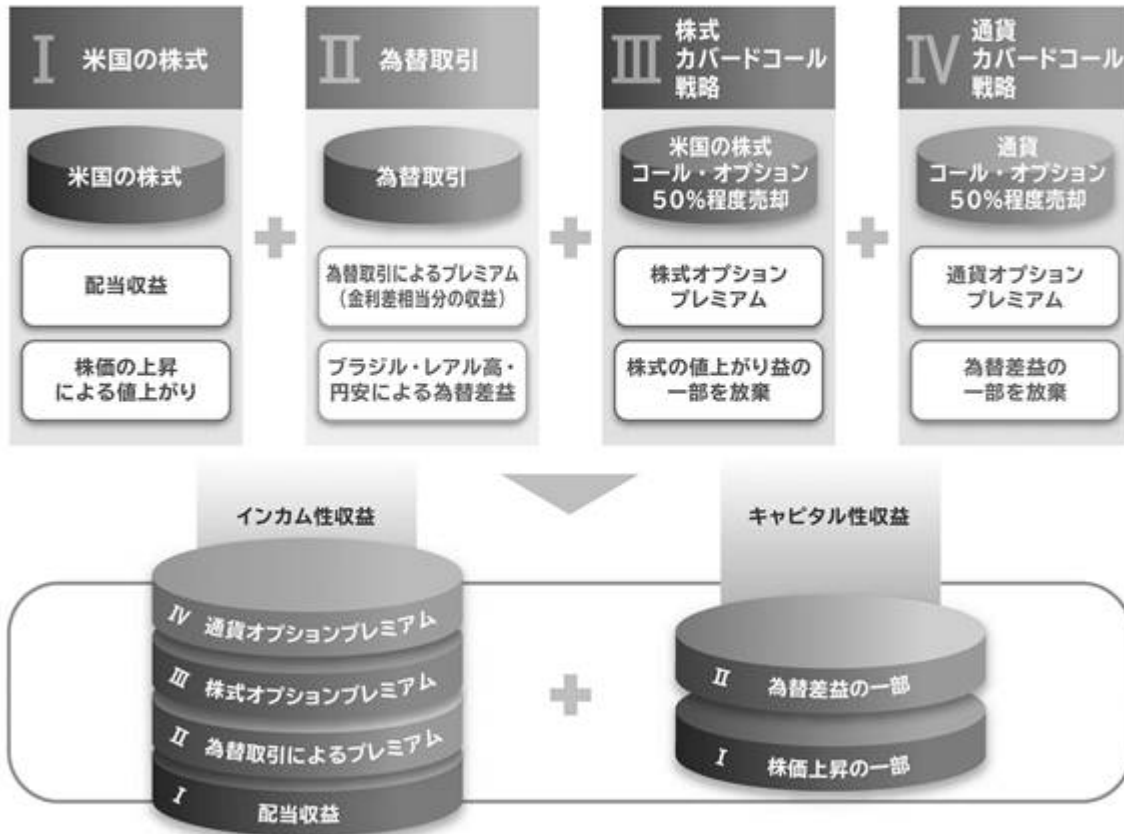 I 米国の株式
米国の株式
配当収益
株価の上昇
による値上がり
II 為替取引
為替取引
為替取引によるプレミアム
（金利差相当分の収益）
ブラジル・レアル高・
円安による為替差益
III 株式
カバードコール
戦略
米国の株式
コール・オプション
50%程度売却
株式オプション
プレミアム
株式の値上がり益の
一部を放棄
IV 通貨
カバードコール
戦略
通貨
コール・オプション
50%程度売却
通貨オプション
プレミアム
為替差益の
一部を放棄
インカム性収益
IV 通貨オプションプレミアム
III 株式オプションプレミアム
II 為替取引によるプレミアム
I 配当収益
キャピタル性収益
II 為替差益の一部
I 株価上昇の一部